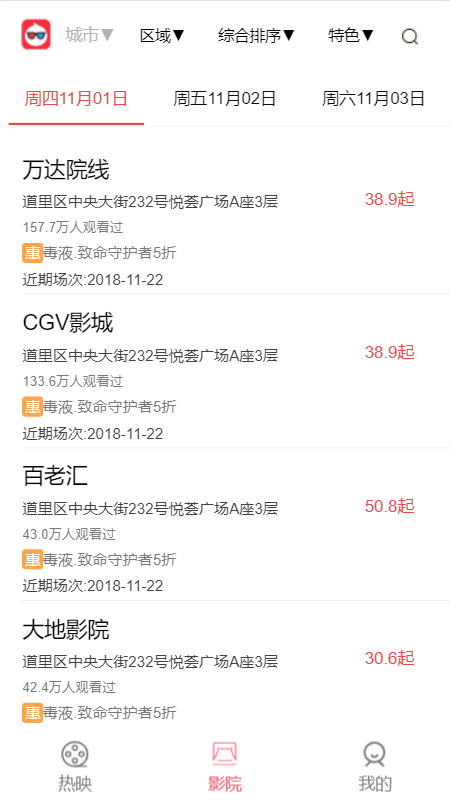 城市▼ 区域▼ 综合排序▼ 特色▼
周四11月01日 周五11月02日 周六11月03日
万达院线
道里区中央大街232号悦荟广场A座3层 38.9起
157.7万人观看过
惠毒液.致命守护者5折
近期场次:2018-11-22
CGV影城
道里区中央大街232号悦荟广场A座3层 38.9起
133.6万人观看过
惠毒液.致命守护者5折
近期场次:2018-11-22
百老汇
道里区中央大街232号悦荟广场A座3层 50.8起
43.0万人观看过
惠毒液.致命守护者5折
近期场次:2018-11-22
大地影院
道里区中央大街232号悦荟广场A座3层 30.6起
42.4万人观看过
惠毒液.致命守护者5折
热映 影院 我的